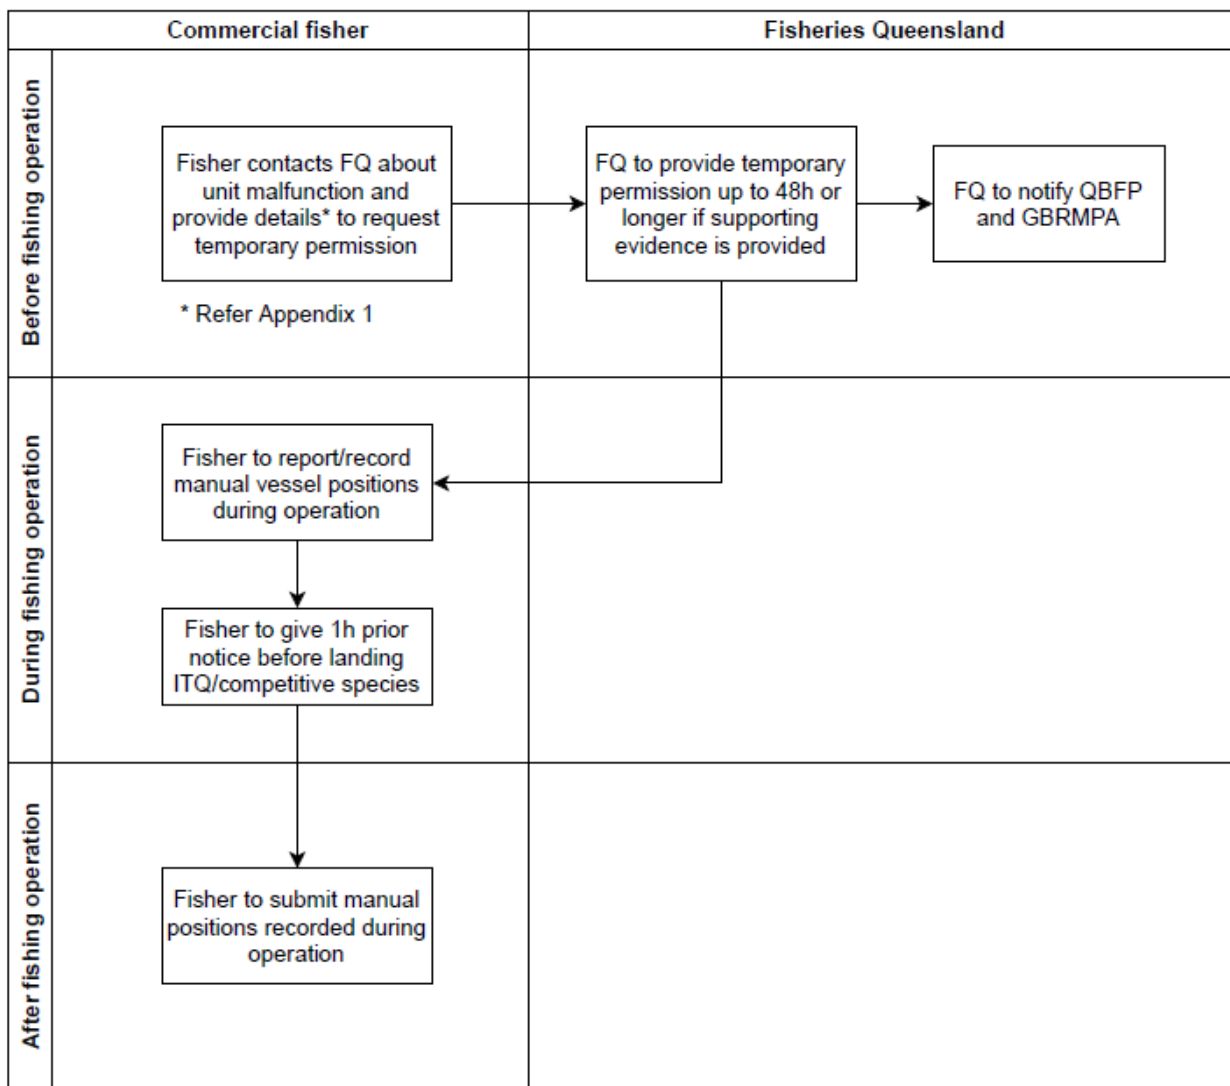 Commercial fisher
Fisheries Queensland
Before fishing operation
Fisher contacts FQ about
unit malfunction and
provide details* to request
temporary permission
* Refer Appendix 1
FQ to provide temporary
permission up to 48h or
longer if supporting
evidence is provided
FQ to notify QBFP
and GBRMPA
During fishing operation
Fisher to report/record
manual vessel positions
during operation
Fisher to give 1h prior
notice before landing
ITQ/competitive species
After fishing operation
Fisher to submit manual
positions recorded during
operation